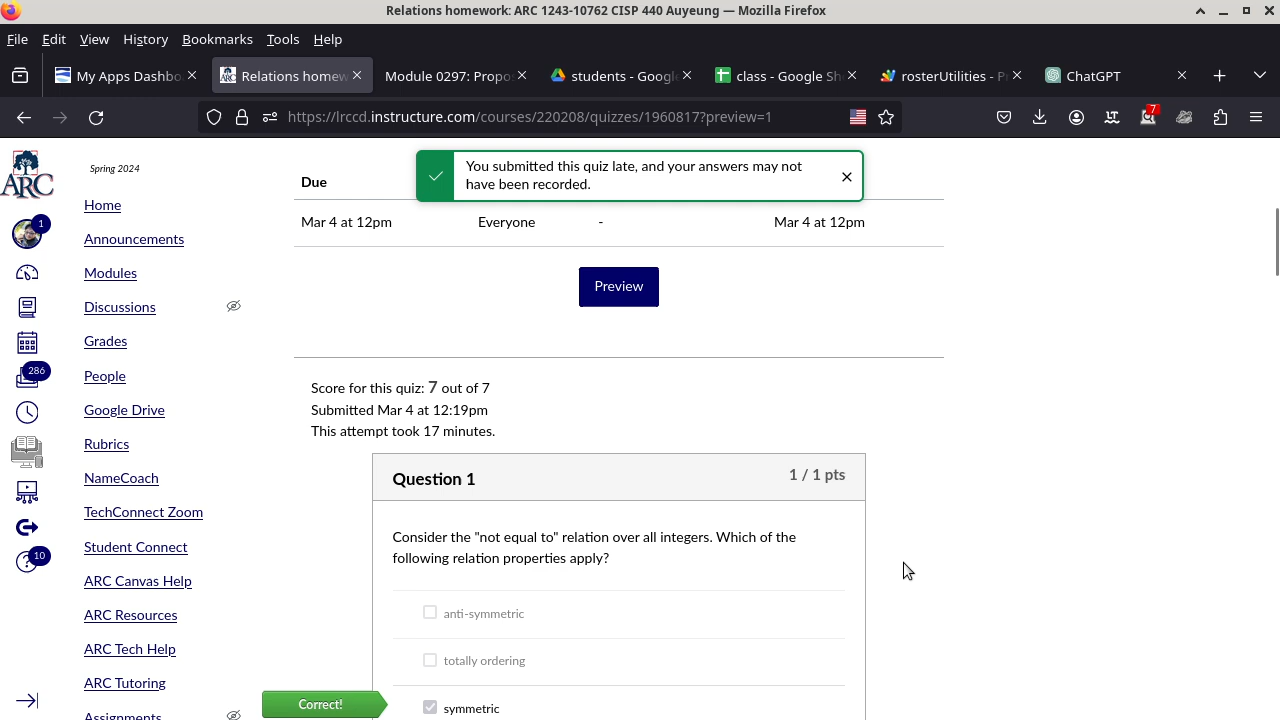 Relations homework: ARC 1243-10762 CISP 440 Auyeung — Mozilla Firefox
File Edit View History Bookmarks Tools Help
My Apps Dashbo
Relations homew
Module 0297: Propo
students - Google
class - Google She
rosterUtilities - Pr
ChatGPT
https://lrccd.instructure.com/courses/220208/quizzes/1960817?preview=1
7
ARC
Spring 2024
1
286
10
Home
Announcements
Modules
Discussions
Grades
People
Google Drive
Rubrics
NameCoach
TechConnect Zoom
Student Connect
ARC Canvas Help
ARC Resources
ARC Tech Help
ARC Tutoring
Assignments
You submitted this quiz late, and your answers may not
have been recorded.
Due
Mar 4 at 12pm Everyone - Mar 4 at 12pm
Preview
Score for this quiz: 7 out of 7
Submitted Mar 4 at 12:19pm
This attempt took 17 minutes.
Question 1 1 / 1 pts
Consider the "not equal to" relation over all integers. Which of the
following relation properties apply?
anti-symmetric
totally ordering
Correct!
symmetric